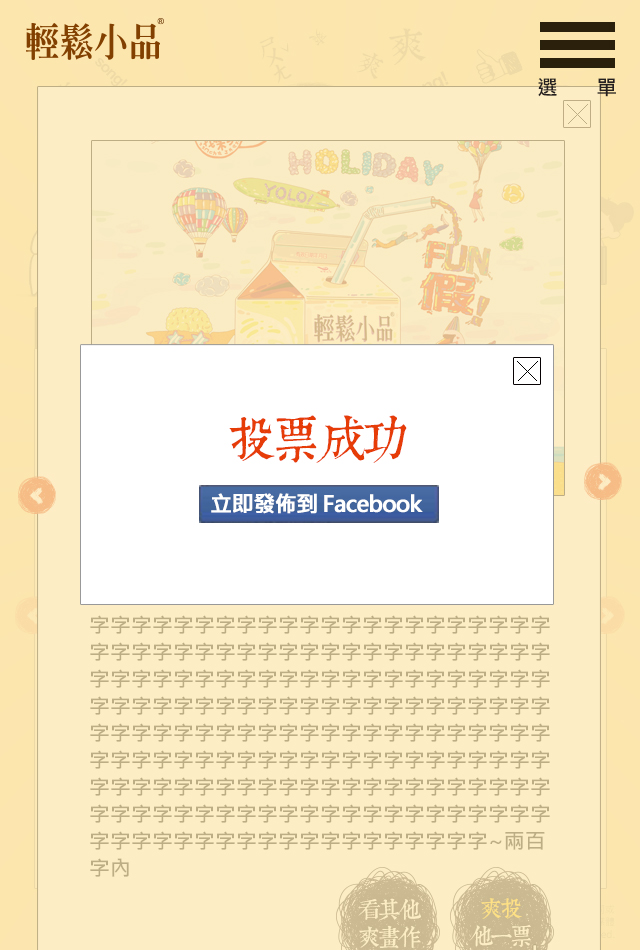 輕鬆小品®
選 單
HOLIDAY
YOLO!
FUN
假!
輕鬆小品
投票成功
立即發佈到 Facebook
字字字字字字字字字字字字字字字字字字字字字字
字字字字字字字字字字字字字字字字字字字字字字
字字字字字字字字字字字字字字字字字字字字字字
字字字字字字字字字字字字字字字字字字字字字字
字字字字字字字字字字字字字字字字字字字字字字
字字字字字字字字字字字字字字字字字字字字字字
字字字字字字字字字字字字字字字字字字字字字字
字字字字字字字字字字字字字字字字字字字字字字
字字字字字字字字字字字字字字字字字字字~兩百
字內
看其他
爽畫作
爽投
他一票